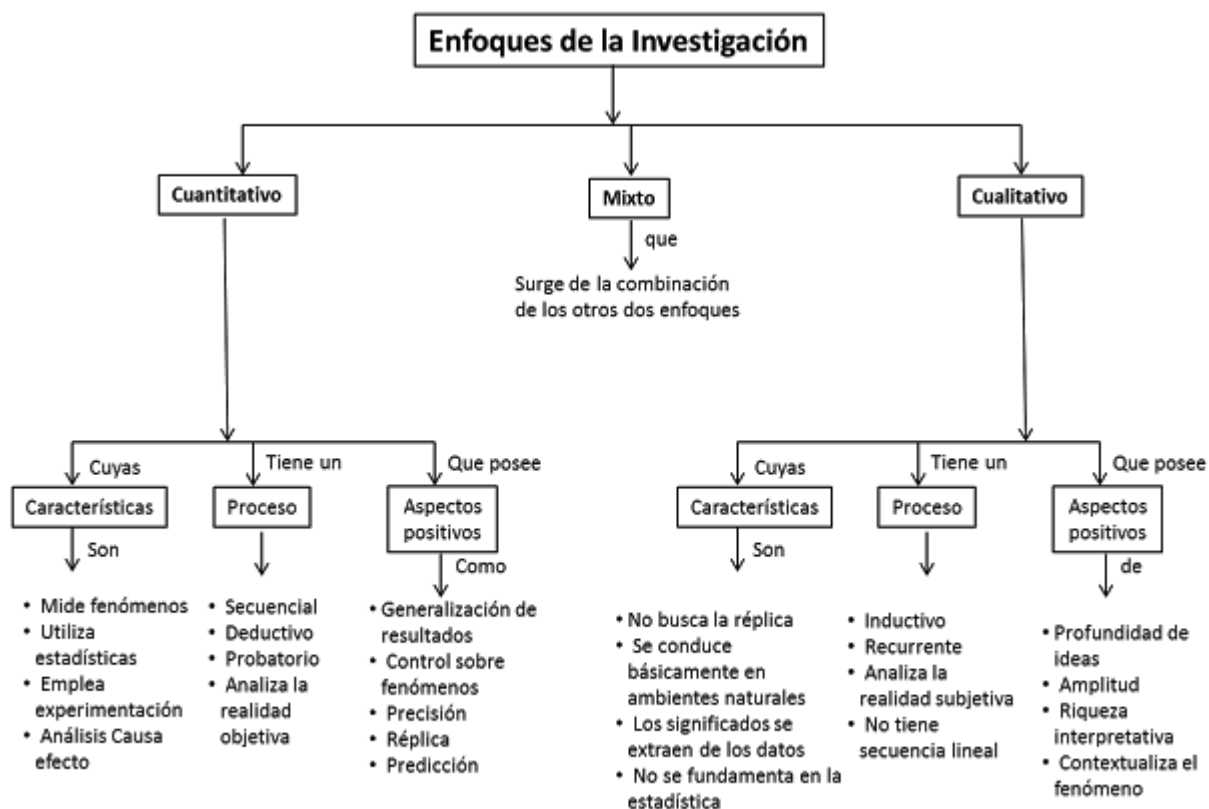 Enfoques de la Investigación
Cuantitativo
Mixto
Cualitativo
que
Surge de la combinación
de los otros dos enfoques
Cuyas
Tiene un
Que posee
Características
Proceso
Aspectos
positivos
Son
Como
• Mide fenómenos
• Utiliza
estadísticas
• Emplea
experimentación
• Análisis Causa
efecto
• Secuencial
• Deductivo
• Probatorio
• Analiza la
realidad
objetiva
• Generalización de
resultados
• Control sobre
fenómenos
• Precisión
• Réplica
• Predicción
Cuyas
Tiene un
Que posee
Características
Proceso
Aspectos
positivos
Son
de
• No busca la réplica
• Se conduce
básicamente en
ambientes naturales
• Los significados se
extraen de los datos
• No se fundamenta en la
estadística
• Inductivo
• Recurrente
• Analiza la
realidad subjetiva
• No tiene
secuencia lineal
• Profundidad de
ideas
• Amplitud
• Riqueza
interpretativa
• Contextualiza el
fenómeno